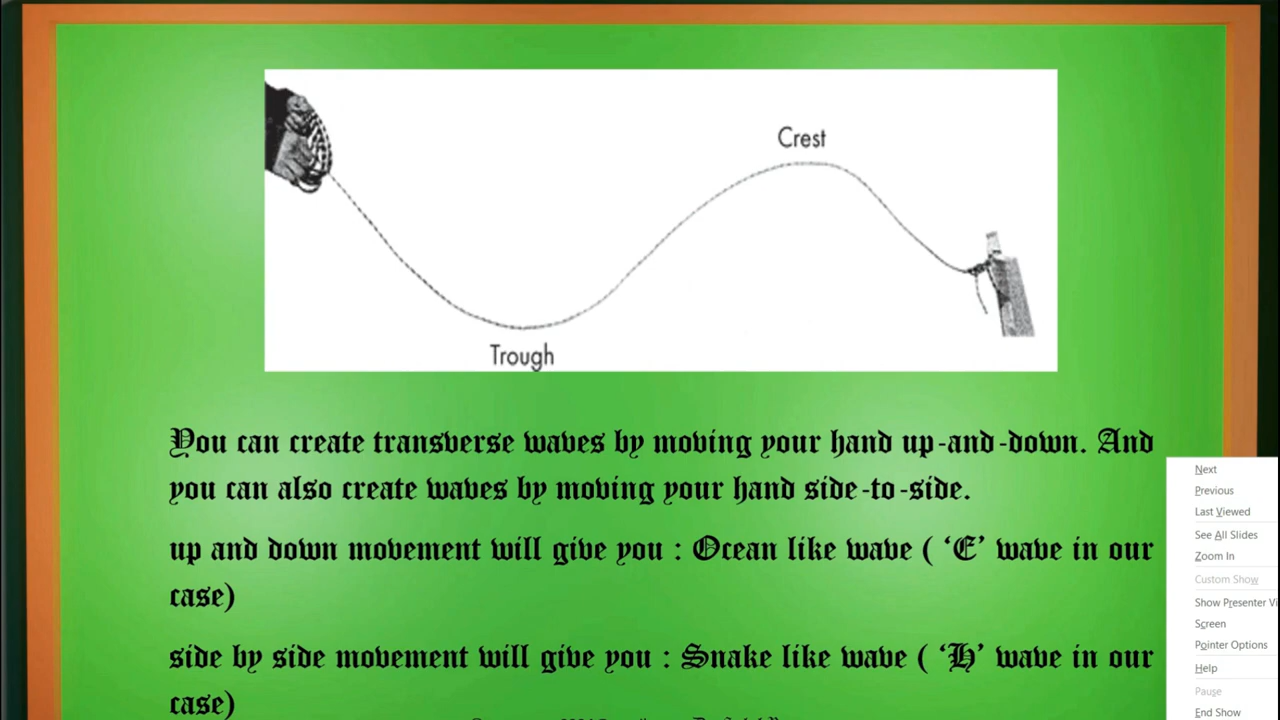 Crest
Trough
You can create transverse waves by moving your hand up-and-down. And
you can also create waves by moving your hand side-to-side.
up and down movement will give you : Ocean like wave ( ‘E’ wave in our
case)
side by side movement will give you : Snake like wave ( ‘H’ wave in our
case)
Next
Previous
Last Viewed
See All Slides
Zoom In
Custom Show
Show Presenter Vi
Screen
Pointer Options
Help
Pause
End Show